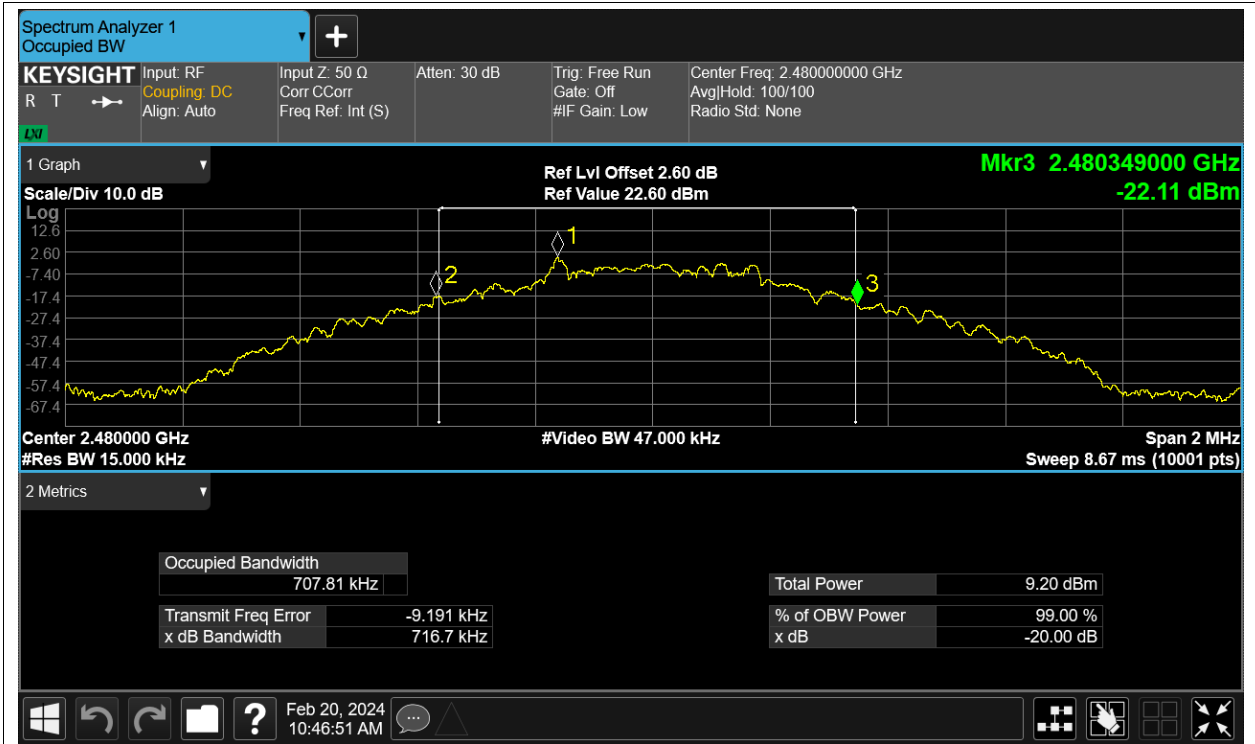 Spectrum Analyzer 1
Occupied BW
KEYSIGHT
R T
LXI
Input: RF
Coupling: DC
Align: Auto
Input Z: 50 Ω
Corr CCorr
Freq Ref: Int (S)
Atten: 30 dB
Trig: Free Run
Gate: Off
#IF Gain: Low
Center Freq: 2.480000000 GHz
Avg|Hold: 100/100
Radio Std: None
1 Graph
Scale/Div 10.0 dB
Ref Lvl Offset 2.60 dB
Ref Value 22.60 dBm
Mkr3 2.480349000 GHz
-22.11 dBm
Log
12.6
2.60
-7.40
-17.4
-27.4
-37.4
-47.4
-57.4
-67.4
1
2
3
Center 2.480000 GHz
#Res BW 15.000 kHz
#Video BW 47.000 kHz
Span 2 MHz
Sweep 8.67 ms (10001 pts)
2 Metrics
Occupied Bandwidth
707.81 kHz
Transmit Freq Error -9.191 kHz
x dB Bandwidth 716.7 kHz
Total Power 9.20 dBm
% of OBW Power 99.00 %
x dB -20.00 dB
?
Feb 20, 2024
10:46:51 AM